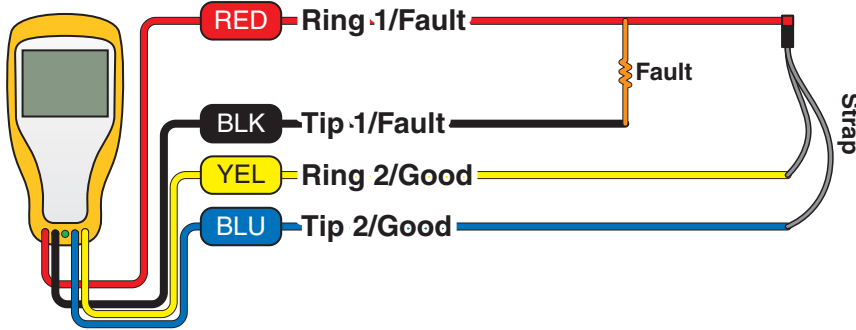 RED Ring 1/Fault
Fault
BLK Tip 1/Fault
YEL Ring 2/Good
BLU Tip 2/Good
Strap